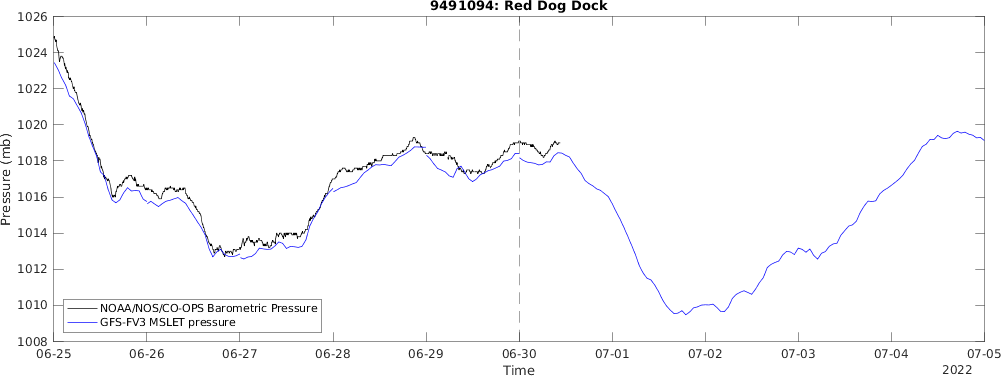 9491094: Red Dog Dock
1026
1024
1022
1020
1018
1016
1014
1012
1010
1008
Pressure (mb)
NOAA/NOS/CO-OPS Barometric Pressure
GFS-FV3 MSLET pressure
06-25 06-26 06-27 06-28 06-29 06-30 07-01 07-02 07-03 07-04 07-05
Time
2022